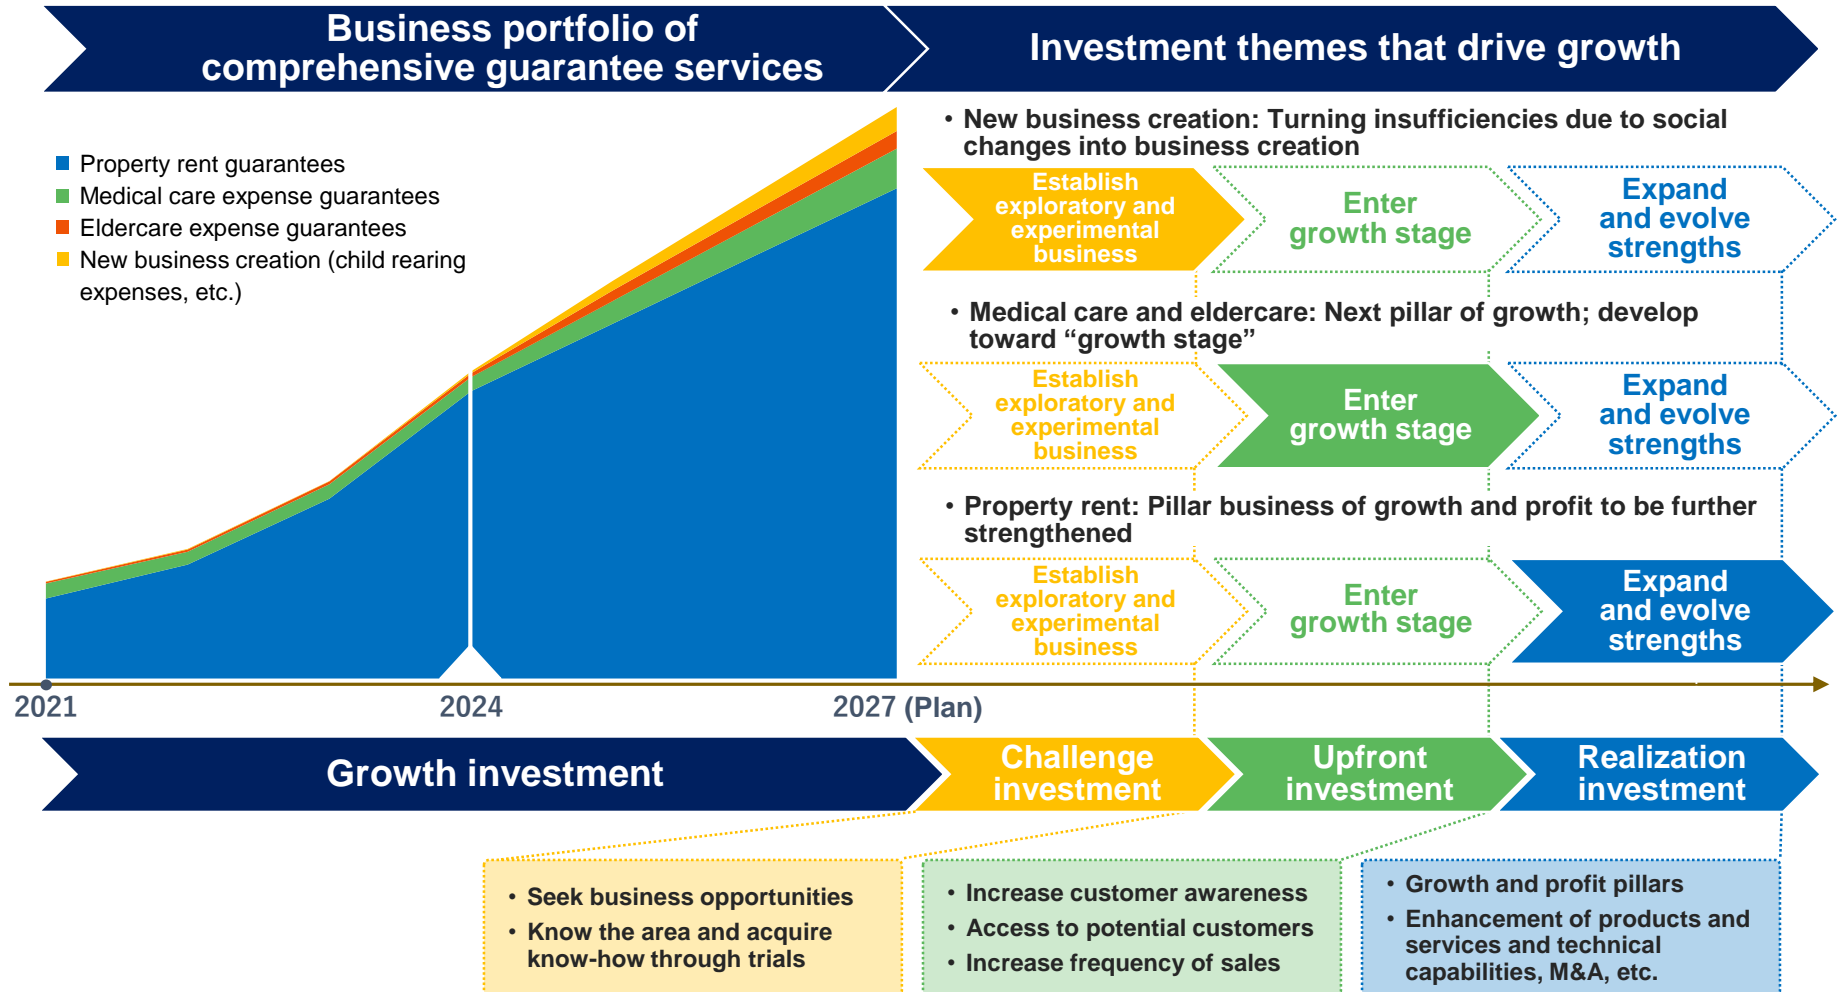 Business portfolio of
comprehensive guarantee services
Investment themes that drive growth
Property rent guarantees
Medical care expense guarantees
Eldercare expense guarantees
New business creation (child rearing
expenses, etc.)
• New business creation: Turning insufficiencies due to social
changes into business creation
Establish
exploratory and
experimental
business
Enter
growth stage
Expand
and evolve
strengths
• Medical care and eldercare: Next pillar of growth; develop
toward “growth stage”
Establish
exploratory and
experimental
business
Enter
growth stage
Expand
and evolve
strengths
• Property rent: Pillar business of growth and profit to be further
strengthened
Establish
exploratory and
experimental
business
Enter
growth stage
Expand
and evolve
strengths
2021
2024
2027 (Plan)
Growth investment
Challenge
investment
Upfront
investment
Realization
investment
• Seek business opportunities
• Know the area and acquire
know-how through trials
• Increase customer awareness
• Access to potential customers
• Increase frequency of sales
• Growth and profit pillars
• Enhancement of products and
services and technical
capabilities, M&A, etc.